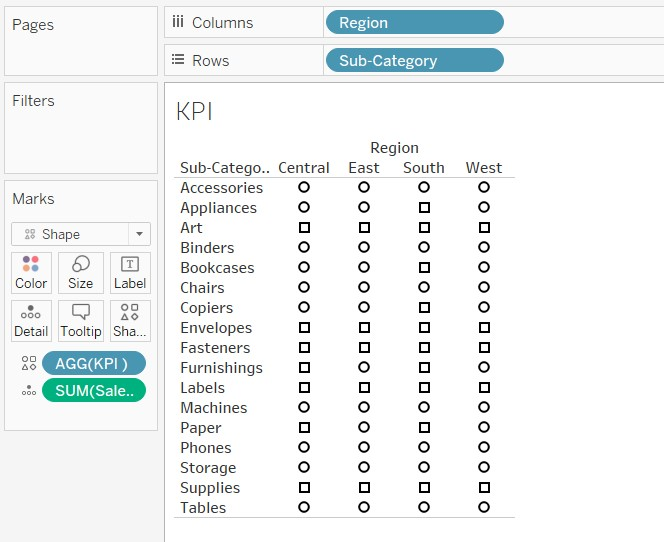 Pages
Columns
Region
Rows
Sub-Category
Filters
Marks
Shape
Color Size Label
Detail Tooltip Sha...
AGG(KPI )
SUM(Sale..
KPI
Region
Sub-Catego.. Central East South West
Accessories
Appliances
Art
Binders
Bookcases
Chairs
Copiers
Envelopes
Fasteners
Furnishings
Labels
Machines
Paper
Phones
Storage
Supplies
Tables